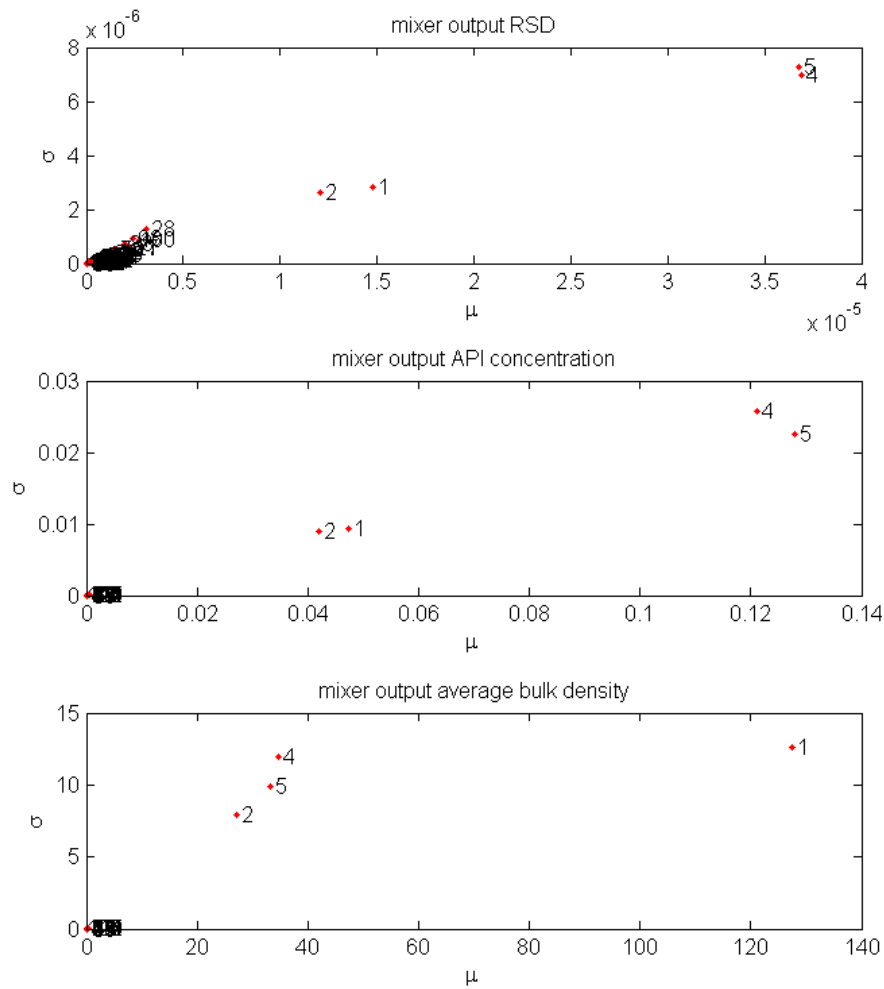 x 10-6
mixer output RSD
8
6
4
2
0
σ
5
4
2
1
28
0 0.5 1 1.5 2 2.5 3 3.5 4
μ
x 10-5
mixer output API concentration
0.03
0.02
0.01
0
σ
4
5
2
1
0 0.02 0.04 0.06 0.08 0.1 0.12 0.14
μ
mixer output average bulk density
15
10
5
0
σ
1
4
5
2
0 20 40 60 80 100 120 140
μ